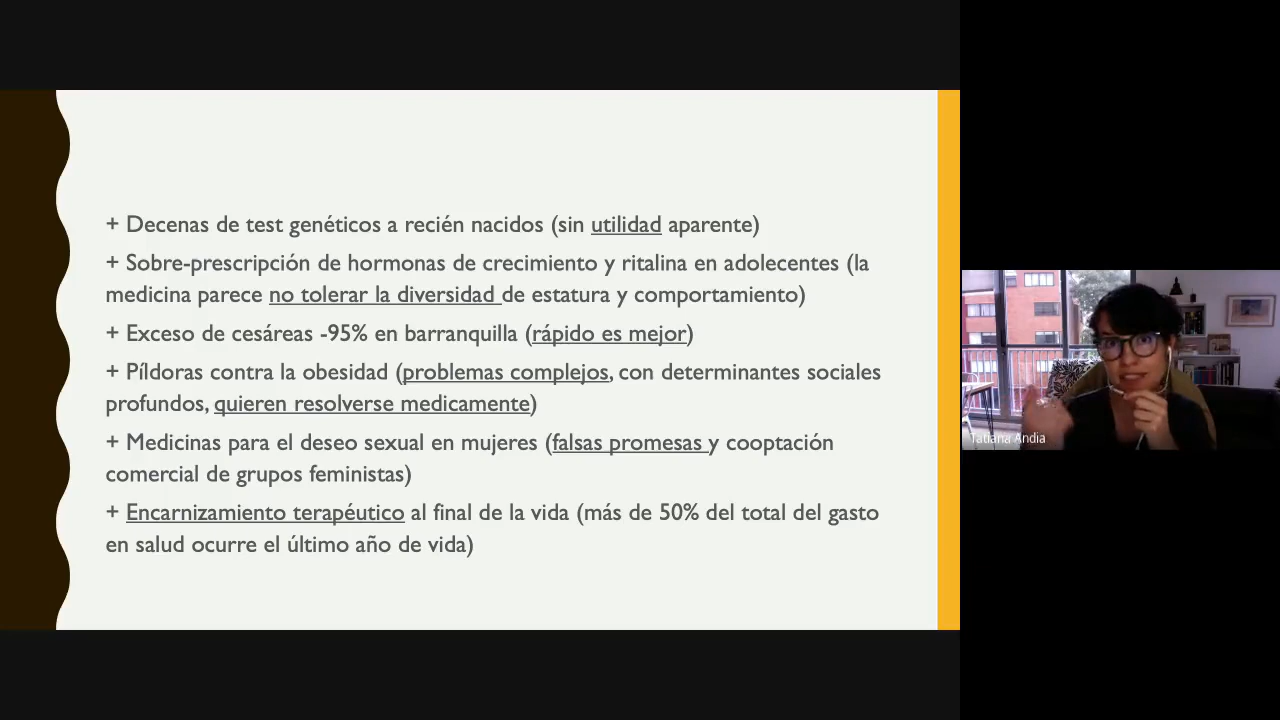 + Decenas de test genéticos a recién nacidos (sin utilidad aparente)
+ Sobre-prescripción de hormonas de crecimiento y ritalina en adolecentes (la
medicina parece no tolerar la diversidad de estatura y comportamiento)
+ Exceso de cesáreas -95% en barranquilla (rápido es mejor)
+ Píldoras contra la obesidad (problemas complejos, con determinantes sociales
profundos, quieren resolverse medicamente)
+ Medicinas para el deseo sexual en mujeres (falsas promesas y cooptación
comercial de grupos feministas)
+ Encarnizamiento terapéutico al final de la vida (más de 50% del total del gasto
en salud ocurre el último año de vida)
Tatiana Andia